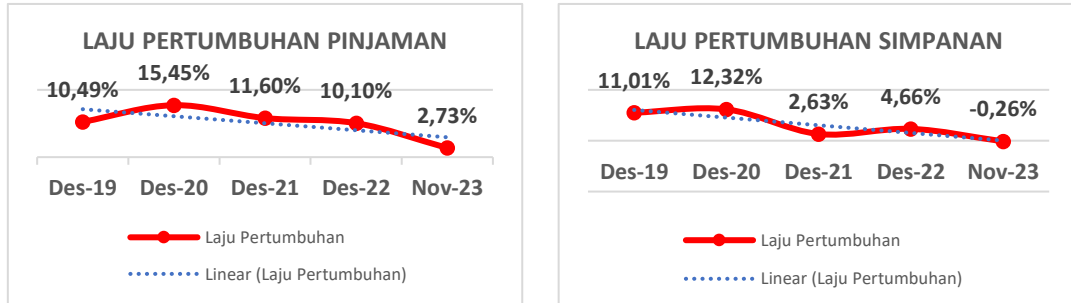 LAJU PERTUMBUHAN PINJAMAN
10,49%
15,45%
11,60%
10,10%
2,73%
Des-19 Des-20 Des-21 Des-22 Nov-23
Laju Pertumbuhan
Linear (Laju Pertumbuhan)
LAJU PERTUMBUHAN SIMPANAN
11,01%
12,32%
2,63%
4,66%
-0,26%
Des-19 Des-20 Des-21 Des-22 Nov-23
Laju Pertumbuhan
Linear (Laju Pertumbuhan)